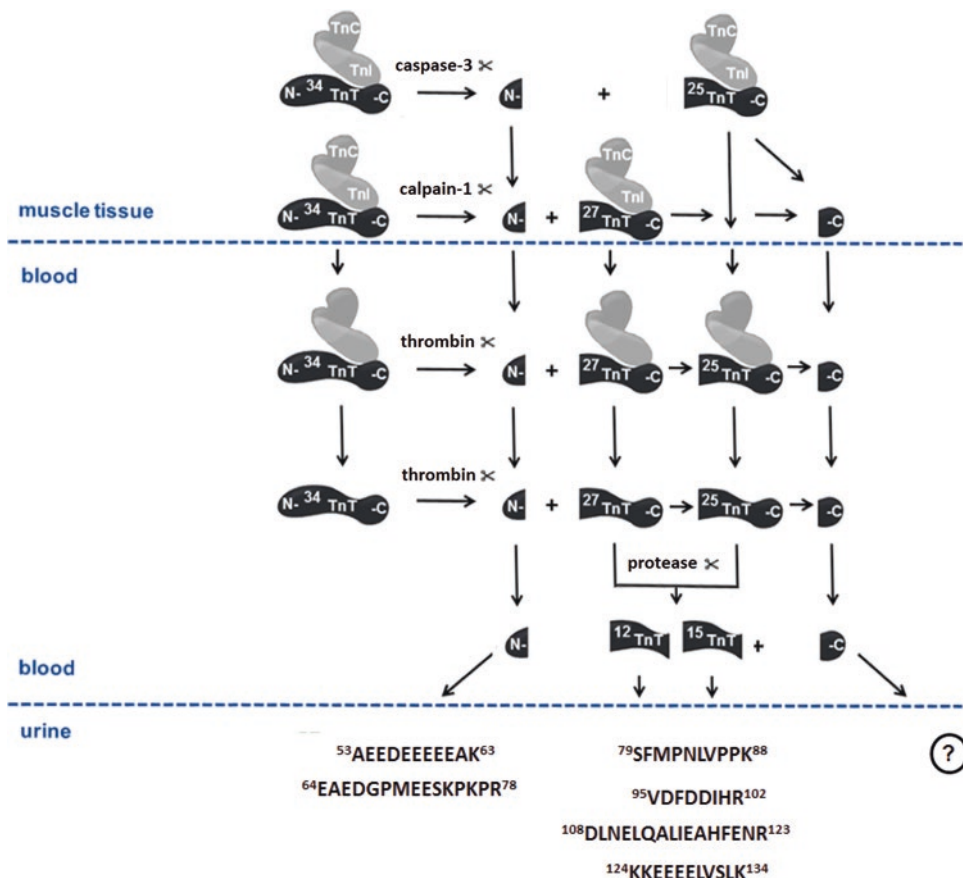 TnC TnC
TnI caspase-3 TnI
N- 34 TnT -C N- + 25 TnT -C
TnC TnC
TnI calpain-1 TnI
muscle tissue N- 34 TnT -C N- + 27 TnT -C -C
blood
thrombin
N- 34 TnT -C N- + 27 TnT -C 25 TnT -C -C
thrombin
N- 34 TnT -C N- + 27 TnT -C 25 TnT -C -C
protease
N- 12 TnT 15 TnT + -C
blood
urine
53AEEDEEEEEAK63 79SFMPNLVPPK88 ?
64EAEDGPMEESKPKPR78
95VDFDDIHR102
108DLNELQALIEAHFENR123
124KKEEEELVSLK134